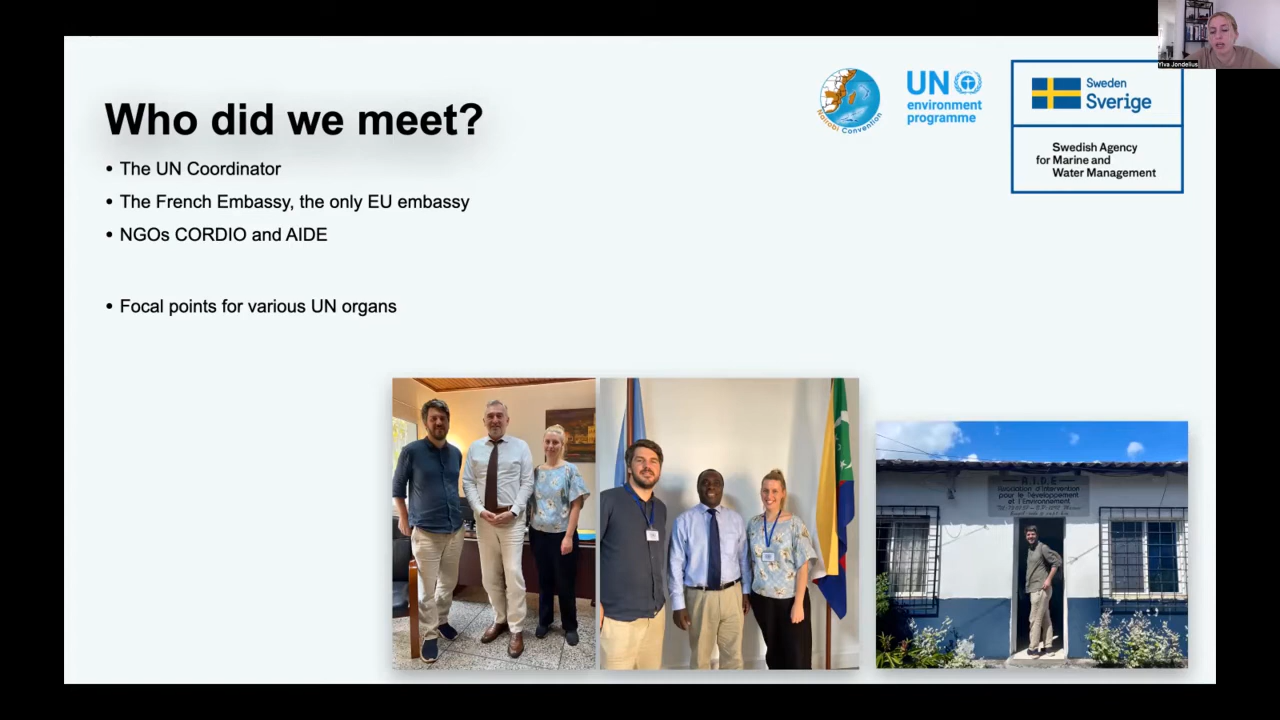 Ylva Jondelius
Who did we meet?
• The UN Coordinator
• The French Embassy, the only EU embassy
• NGOs CORDIO and AIDE
• Focal points for various UN organs
Nairobi Convention
UN
environment
programme
Sweden
Sverige
Swedish Agency
for Marine and
Water Management
A.I.D.E
Association d'Intervention
pour le Développement
et l'Environnement